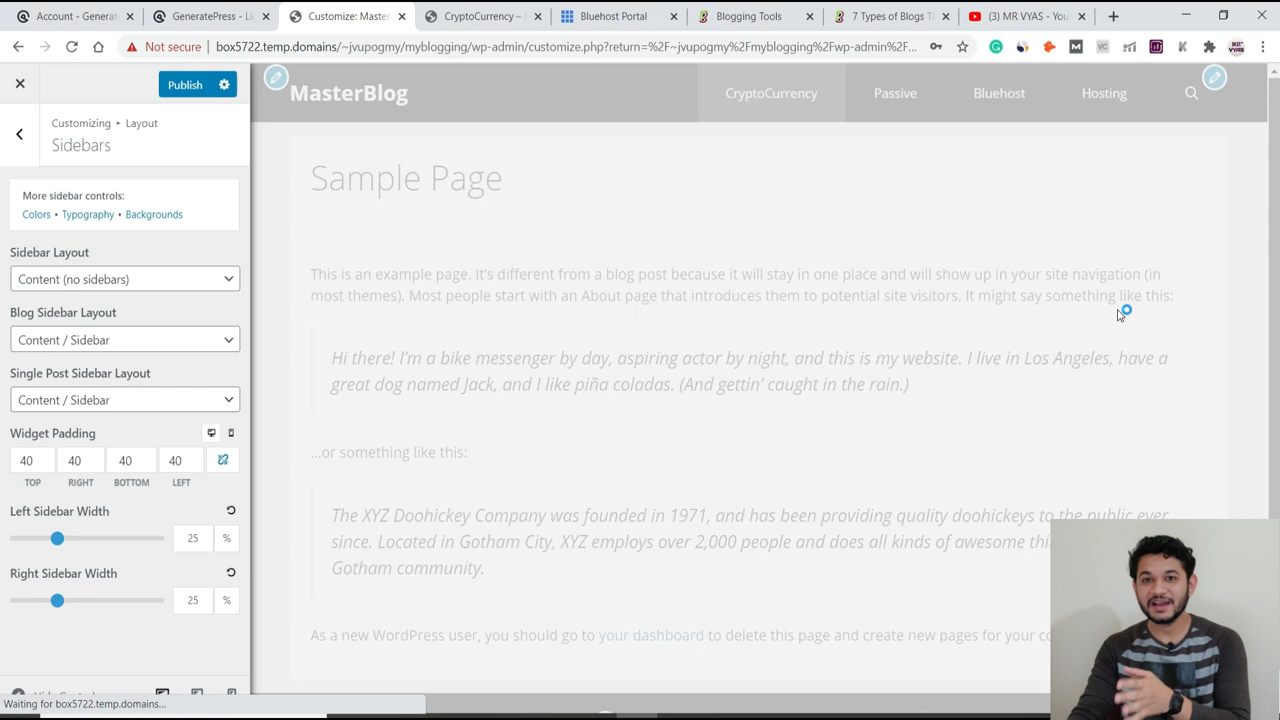 Account - Generate
GeneratePress - Li
Customize: Master
CryptoCurrency –
Bluehost Portal
Blogging Tools
7 Types of Blogs T
(3) MR VYAS - You
Not secure
box5722.temp.domains/~jvupogmy/myblogging/wp-admin/customize.php?return=%2F~jvupogmy%2Fmyblogging%2Fwp-admin%2F...
Publish
Customizing • Layout
Sidebars
More sidebar controls:
Colors • Typography • Backgrounds
Sidebar Layout
Content (no sidebars)
Blog Sidebar Layout
Content / Sidebar
Single Post Sidebar Layout
Content / Sidebar
Widget Padding
40 40 40 40
TOP RIGHT BOTTOM LEFT
Left Sidebar Width
25 %
Right Sidebar Width
25 %
Waiting for box5722.temp.domains...
MasterBlog
CryptoCurrency
Passive
Bluehost
Hosting
Sample Page
This is an example page. It's different from a blog post because it will stay in one place and will show up in your site navigation (in
most themes). Most people start with an About page that introduces them to potential site visitors. It might say something like this:
Hi there! I'm a bike messenger by day, aspiring actor by night, and this is my website. I live in Los Angeles, have a
great dog named Jack, and I like piña coladas. (And gettin' caught in the rain.)
...or something like this:
The XYZ Doohickey Company was founded in 1971, and has been providing quality doohickeys to the public ever
since. Located in Gotham City, XYZ employs over 2,000 people and does all kinds of awesome
Gotham community.
As a new WordPress user, you should go to your dashboard to delete this page and create new pages for your